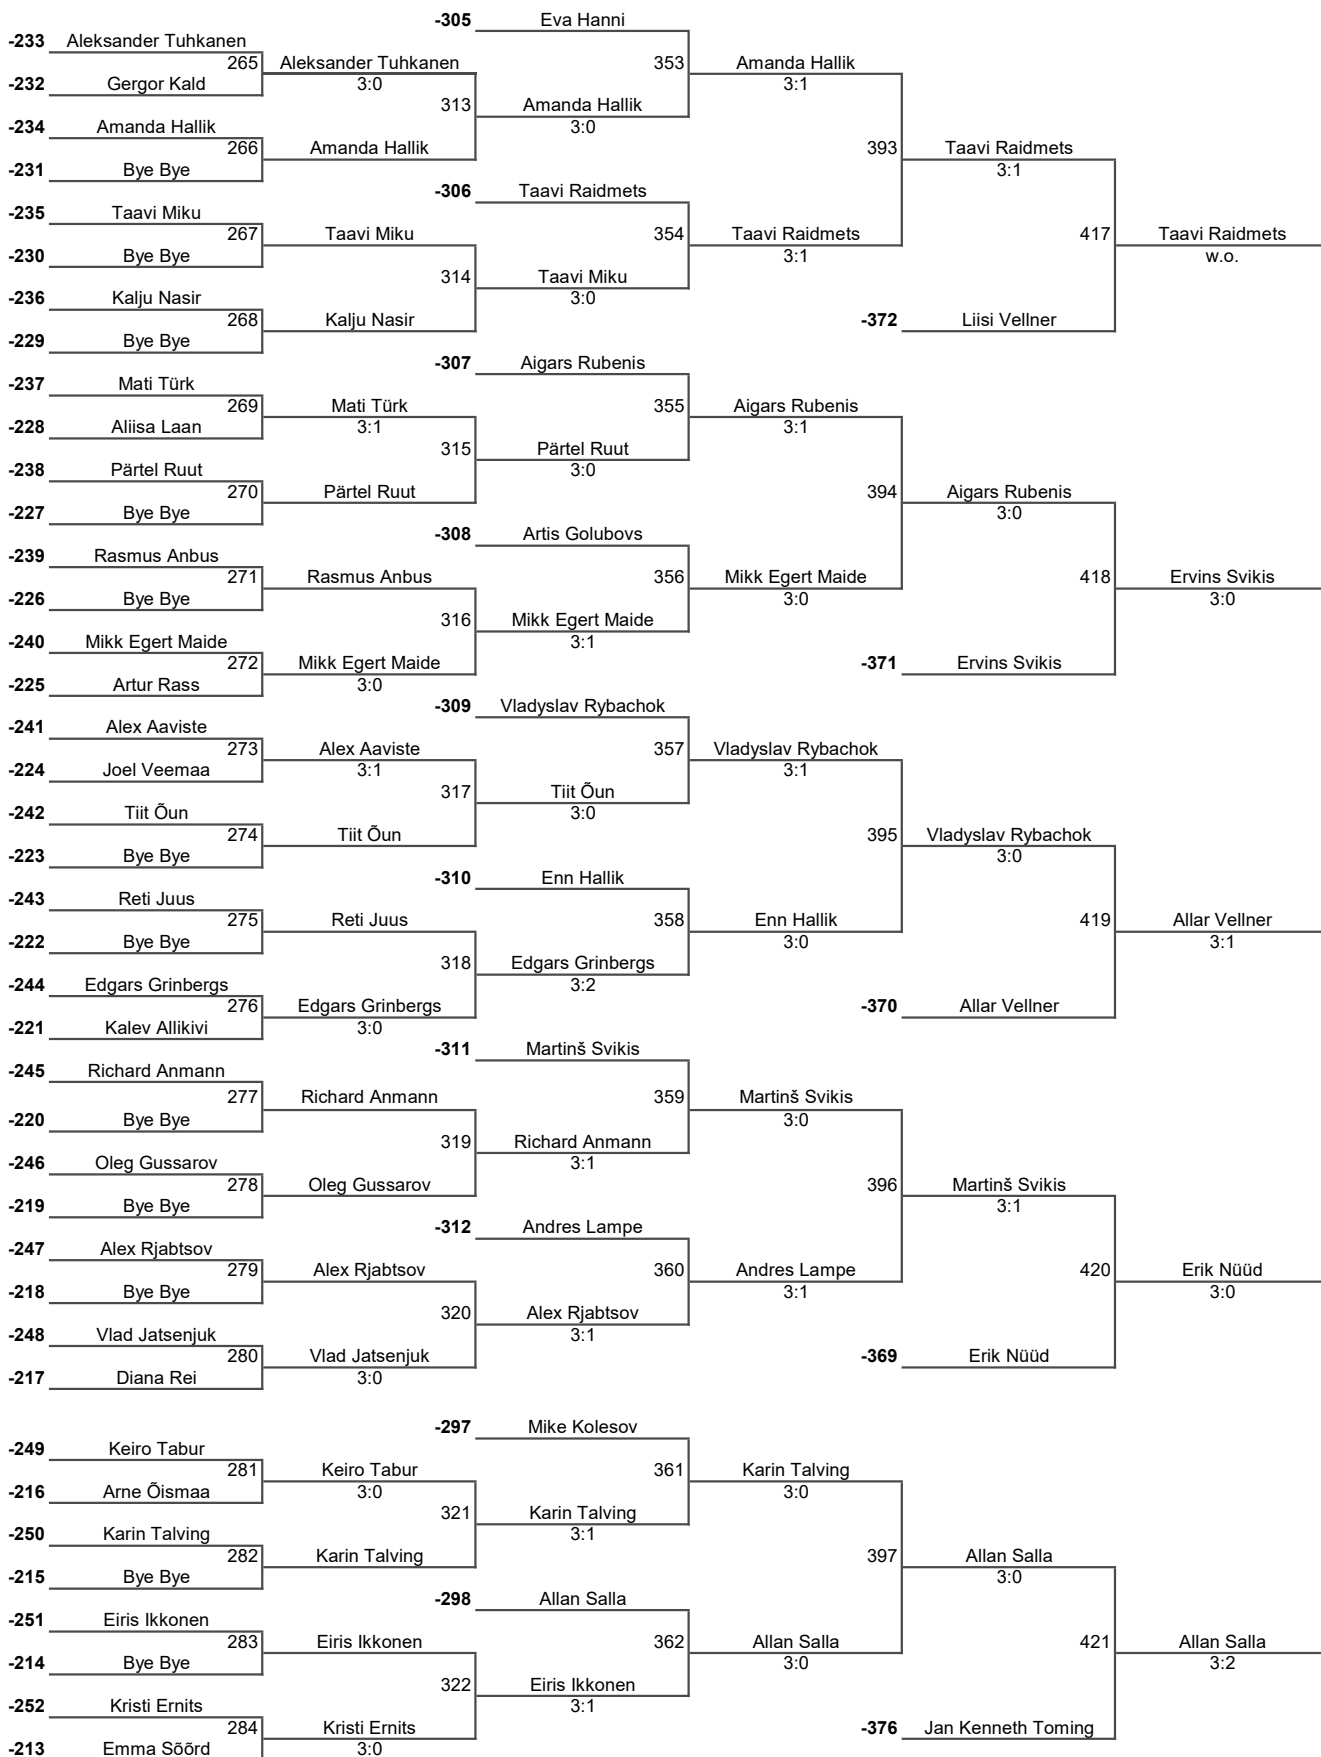 -305 Eva Hanni
-233 Aleksander Tuhkanen
265 Aleksander Tuhkanen 353 Amanda Hallik
-232 Gergor Kald 3:0 3:1
313 Amanda Hallik
-234 Amanda Hallik 3:0
266 Amanda Hallik 393 Taavi Raidmets
-231 Bye Bye 3:1
-306 Taavi Raidmets
-235 Taavi Miku
267 Taavi Miku 354 Taavi Raidmets 417 Taavi Raidmets
-230 Bye Bye 3:1 w.o.
314 Taavi Miku
-236 Kalju Nasir 3:0
268 Kalju Nasir -372 Liisi Vellner
-229 Bye Bye
-307 Aigars Rubenis
-237 Mati Türk
269 Mati Türk 355 Aigars Rubenis
-228 Aliisa Laan 3:1 3:1
315 Pärtel Ruut
-238 Pärtel Ruut 3:0
270 Pärtel Ruut 394 Aigars Rubenis
-227 Bye Bye 3:0
-308 Artis Golubovs
-239 Rasmus Anbus
271 Rasmus Anbus 356 Mikk Egert Maide 418 Ervins Svikis
-226 Bye Bye 3:0 3:0
316 Mikk Egert Maide
-240 Mikk Egert Maide 3:1
272 Mikk Egert Maide -371 Ervins Svikis
-225 Artur Rass 3:0
-309 Vladyslav Rybachok
-241 Alex Aaviste
273 Alex Aaviste 357 Vladyslav Rybachok
-224 Joel Veemaa 3:1 3:1
317 Tiit Õun
-242 Tiit Õun 3:0
274 Tiit Õun 395 Vladyslav Rybachok
-223 Bye Bye 3:0
-310 Enn Hallik
-243 Reti Juus
275 Reti Juus 358 Enn Hallik 419 Allar Vellner
-222 Bye Bye 3:0 3:1
318 Edgars Grinbergs
-244 Edgars Grinbergs 3:2
276 Edgars Grinbergs -370 Allar Vellner
-221 Kalev Allikivi 3:0
-311 Martinš Svikis
-245 Richard Anmann
277 Richard Anmann 359 Martinš Svikis
-220 Bye Bye 3:0
319 Richard Anmann
-246 Oleg Gussarov 3:1
278 Oleg Gussarov 396 Martinš Svikis
-219 Bye Bye 3:1
-312 Andres Lampe
-247 Alex Rjabtsov
279 Alex Rjabtsov 360 Andres Lampe 420 Erik Nüüd
-218 Bye Bye 3:1 3:0
320 Alex Rjabtsov
-248 Vlad Jatsenjuk 3:1
280 Vlad Jatsenjuk -369 Erik Nüüd
-217 Diana Rei 3:0
-297 Mike Kolesov
-249 Keiro Tabur
281 Keiro Tabur 361 Karin Talving
-216 Arne Õismaa 3:0 3:0
321 Karin Talving
-250 Karin Talving 3:1
282 Karin Talving 397 Allan Salla
-215 Bye Bye 3:0
-298 Allan Salla
-251 Eiris Ikkonen
283 Eiris Ikkonen 362 Allan Salla 421 Allan Salla
-214 Bye Bye 3:0 3:2
322 Eiris Ikkonen
-252 Kristi Ernits 3:1
284 Kristi Ernits -376 Jan Kenneth Toming
-213 Emma Sõõrd 3:0